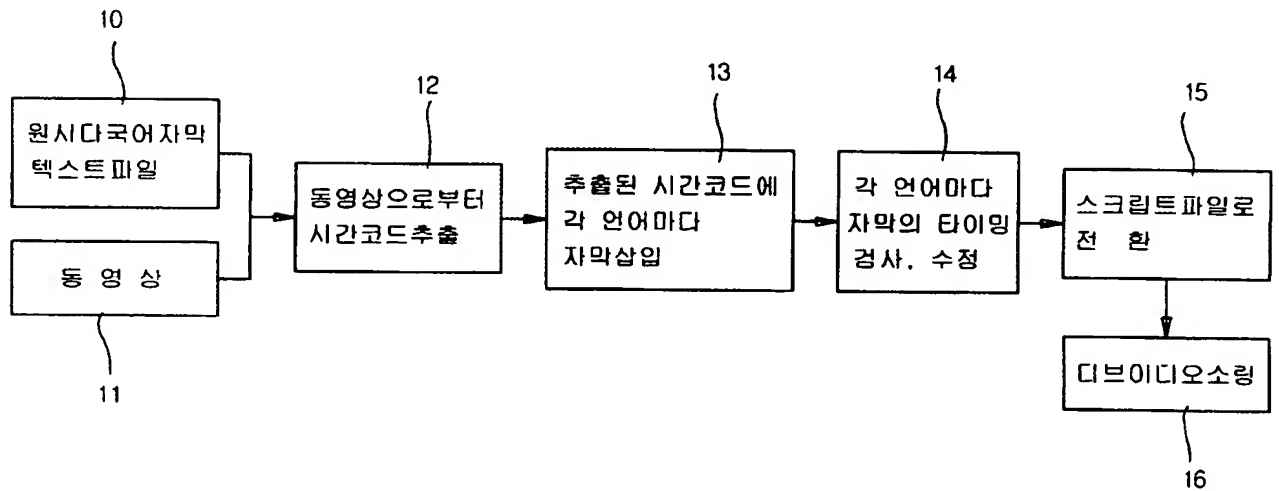 10
원시다국어자막
텍스트파일
동 영 상
11
12
동영상으로부터
시간코드추출
13
추출된 시간코드에
각 언어마다
자막삽입
14
각 언어마다
자막의 타이밍
검사, 수정
15
스크립트파일로
전 환
디브이디오소링
16